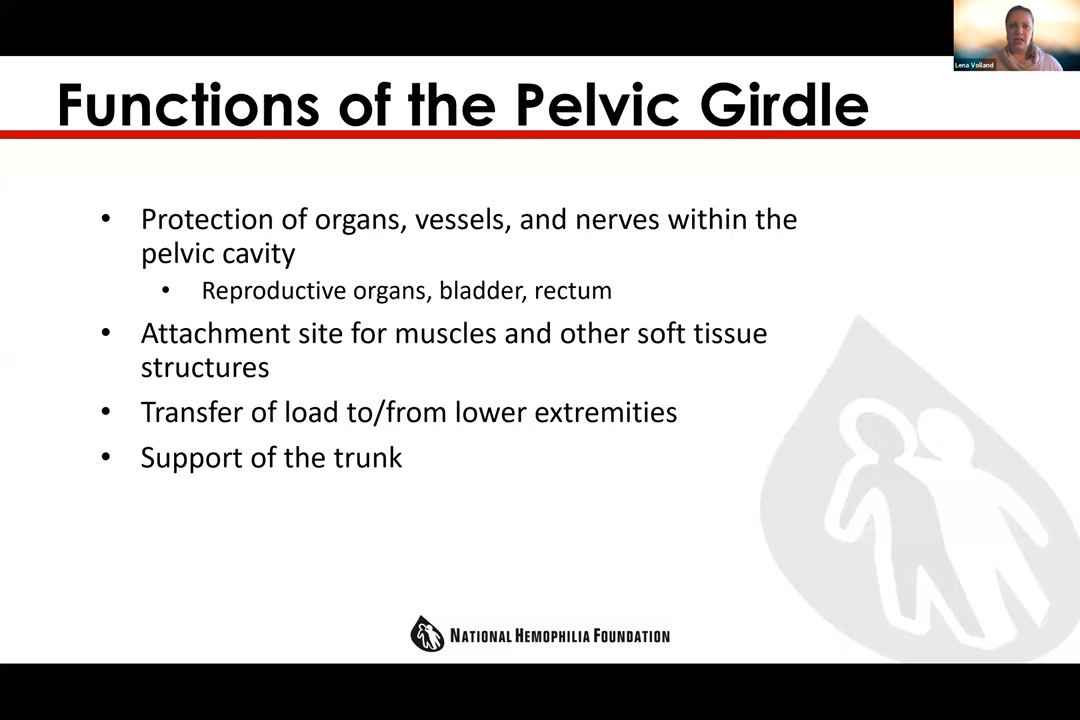 Lena Volland
Functions of the Pelvic Girdle
• Protection of organs, vessels, and nerves within the
pelvic cavity
• Reproductive organs, bladder, rectum
• Attachment site for muscles and other soft tissue
structures
• Transfer of load to/from lower extremities
• Support of the trunk
NATIONAL HEMOPHILIA FOUNDATION